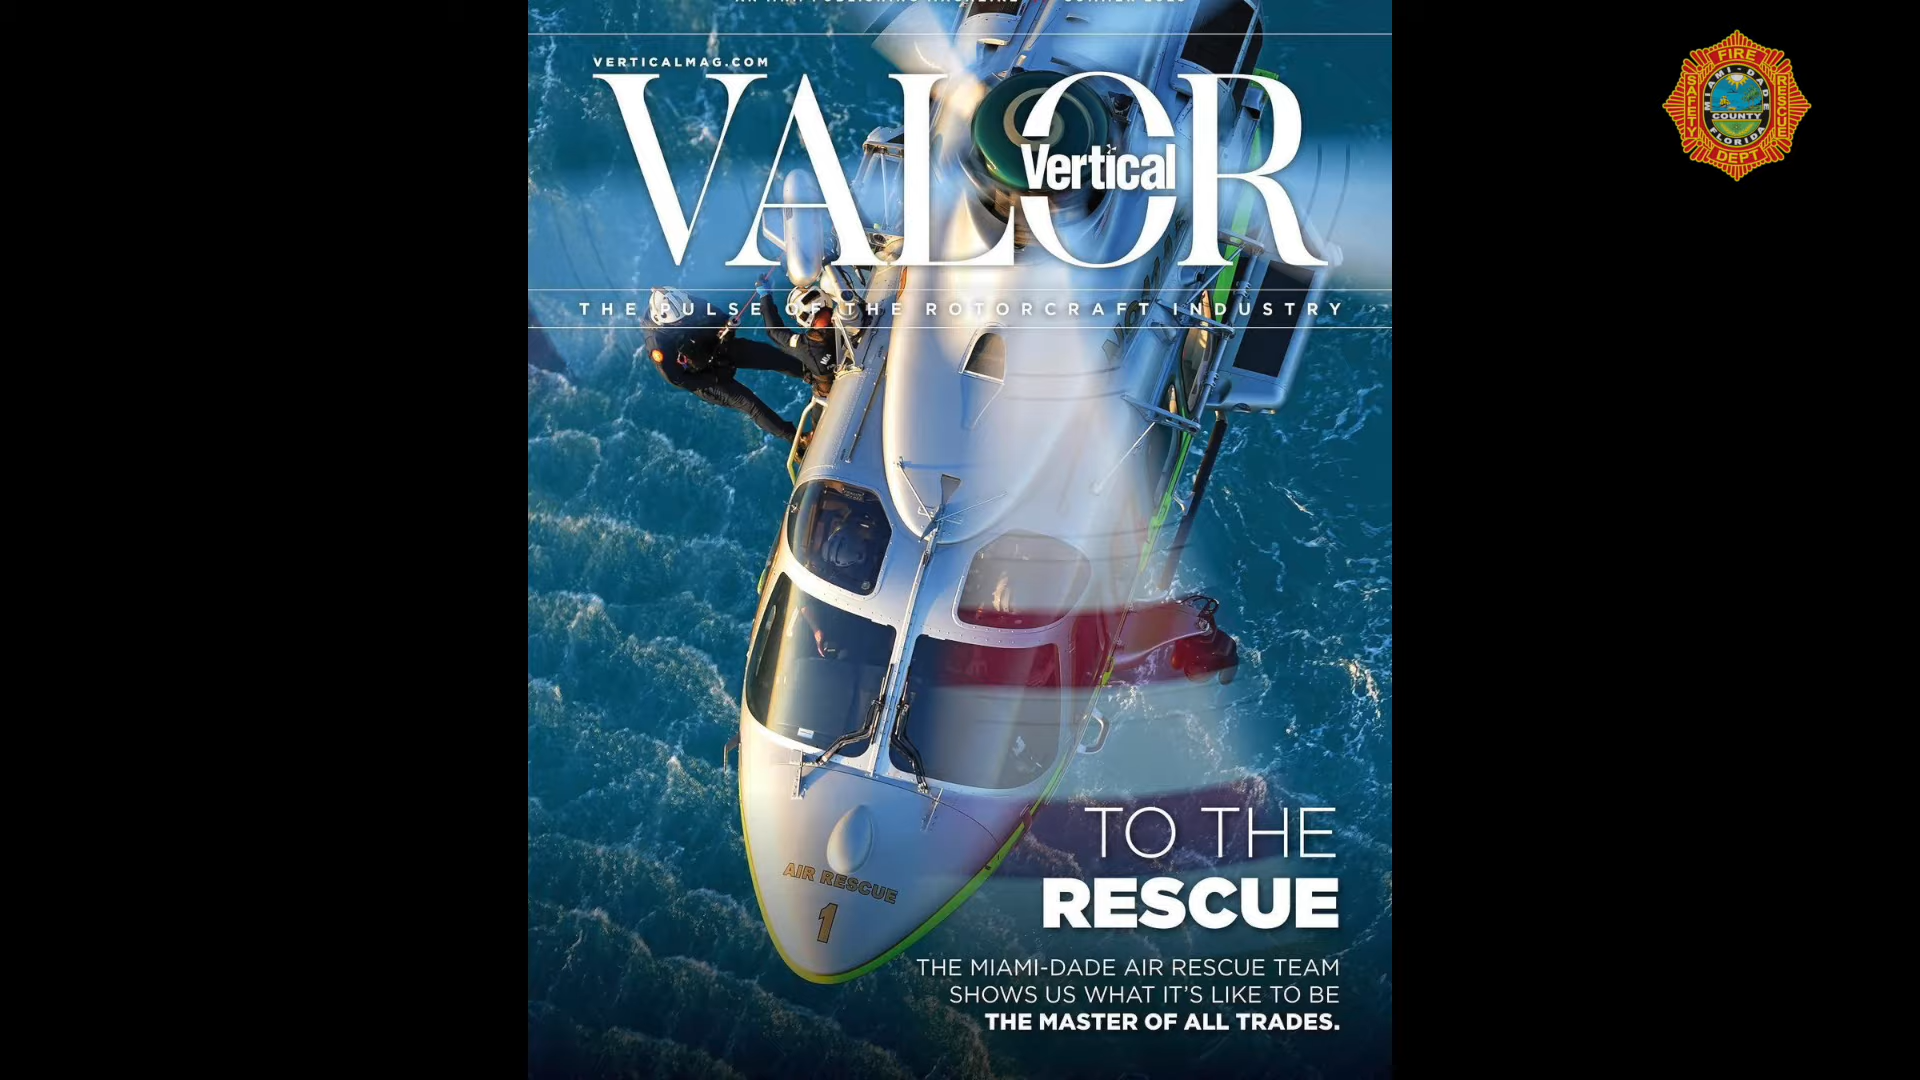 VERTICALMAG.COM
VALOR
Vertical
THE PULSE OF THE ROTORCRAFT INDUSTRY
AIR RESCUE
1
TO THE
RESCUE
THE MIAMI-DADE AIR RESCUE TEAM
SHOWS US WHAT IT'S LIKE TO BE
THE MASTER OF ALL TRADES.
FIRE
SAFETY
RESCUE
DEPT
MIAMI-DADE
COUNTY
FLORIDA